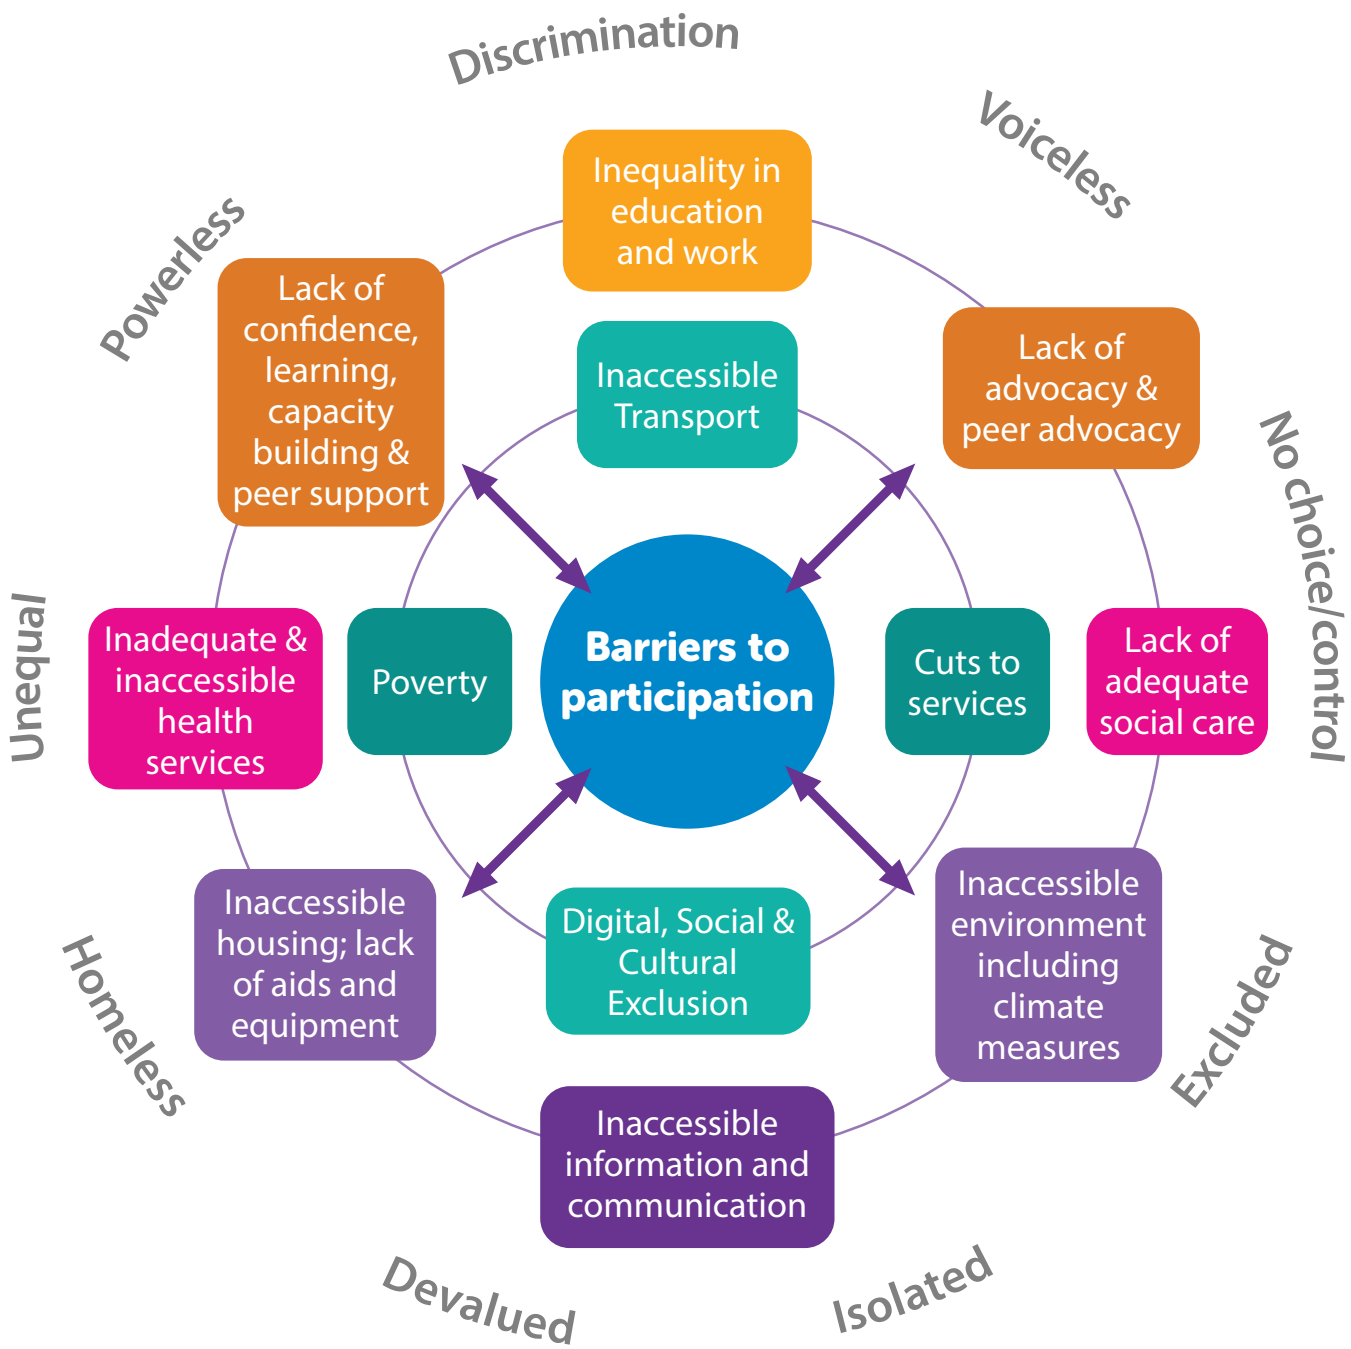 Discrimination
Voiceless
Powerless
Inequality in
education
and work
Lack of
confidence,
learning,
capacity
building &
peer support
Inaccessible
Transport
Lack of
advocacy &
peer advocacy
No choice/control
Unequal
Inadequate &
inaccessible
health
services
Poverty
Barriers to
participation
Cuts to
services
Lack of
adequate
social care
Inaccessible
housing; lack
of aids and
equipment
Digital, Social &
Cultural
Exclusion
Inaccessible
environment
including
climate
measures
Homeless
Excluded
Inaccessible
information and
communication
Devalued
Isolated